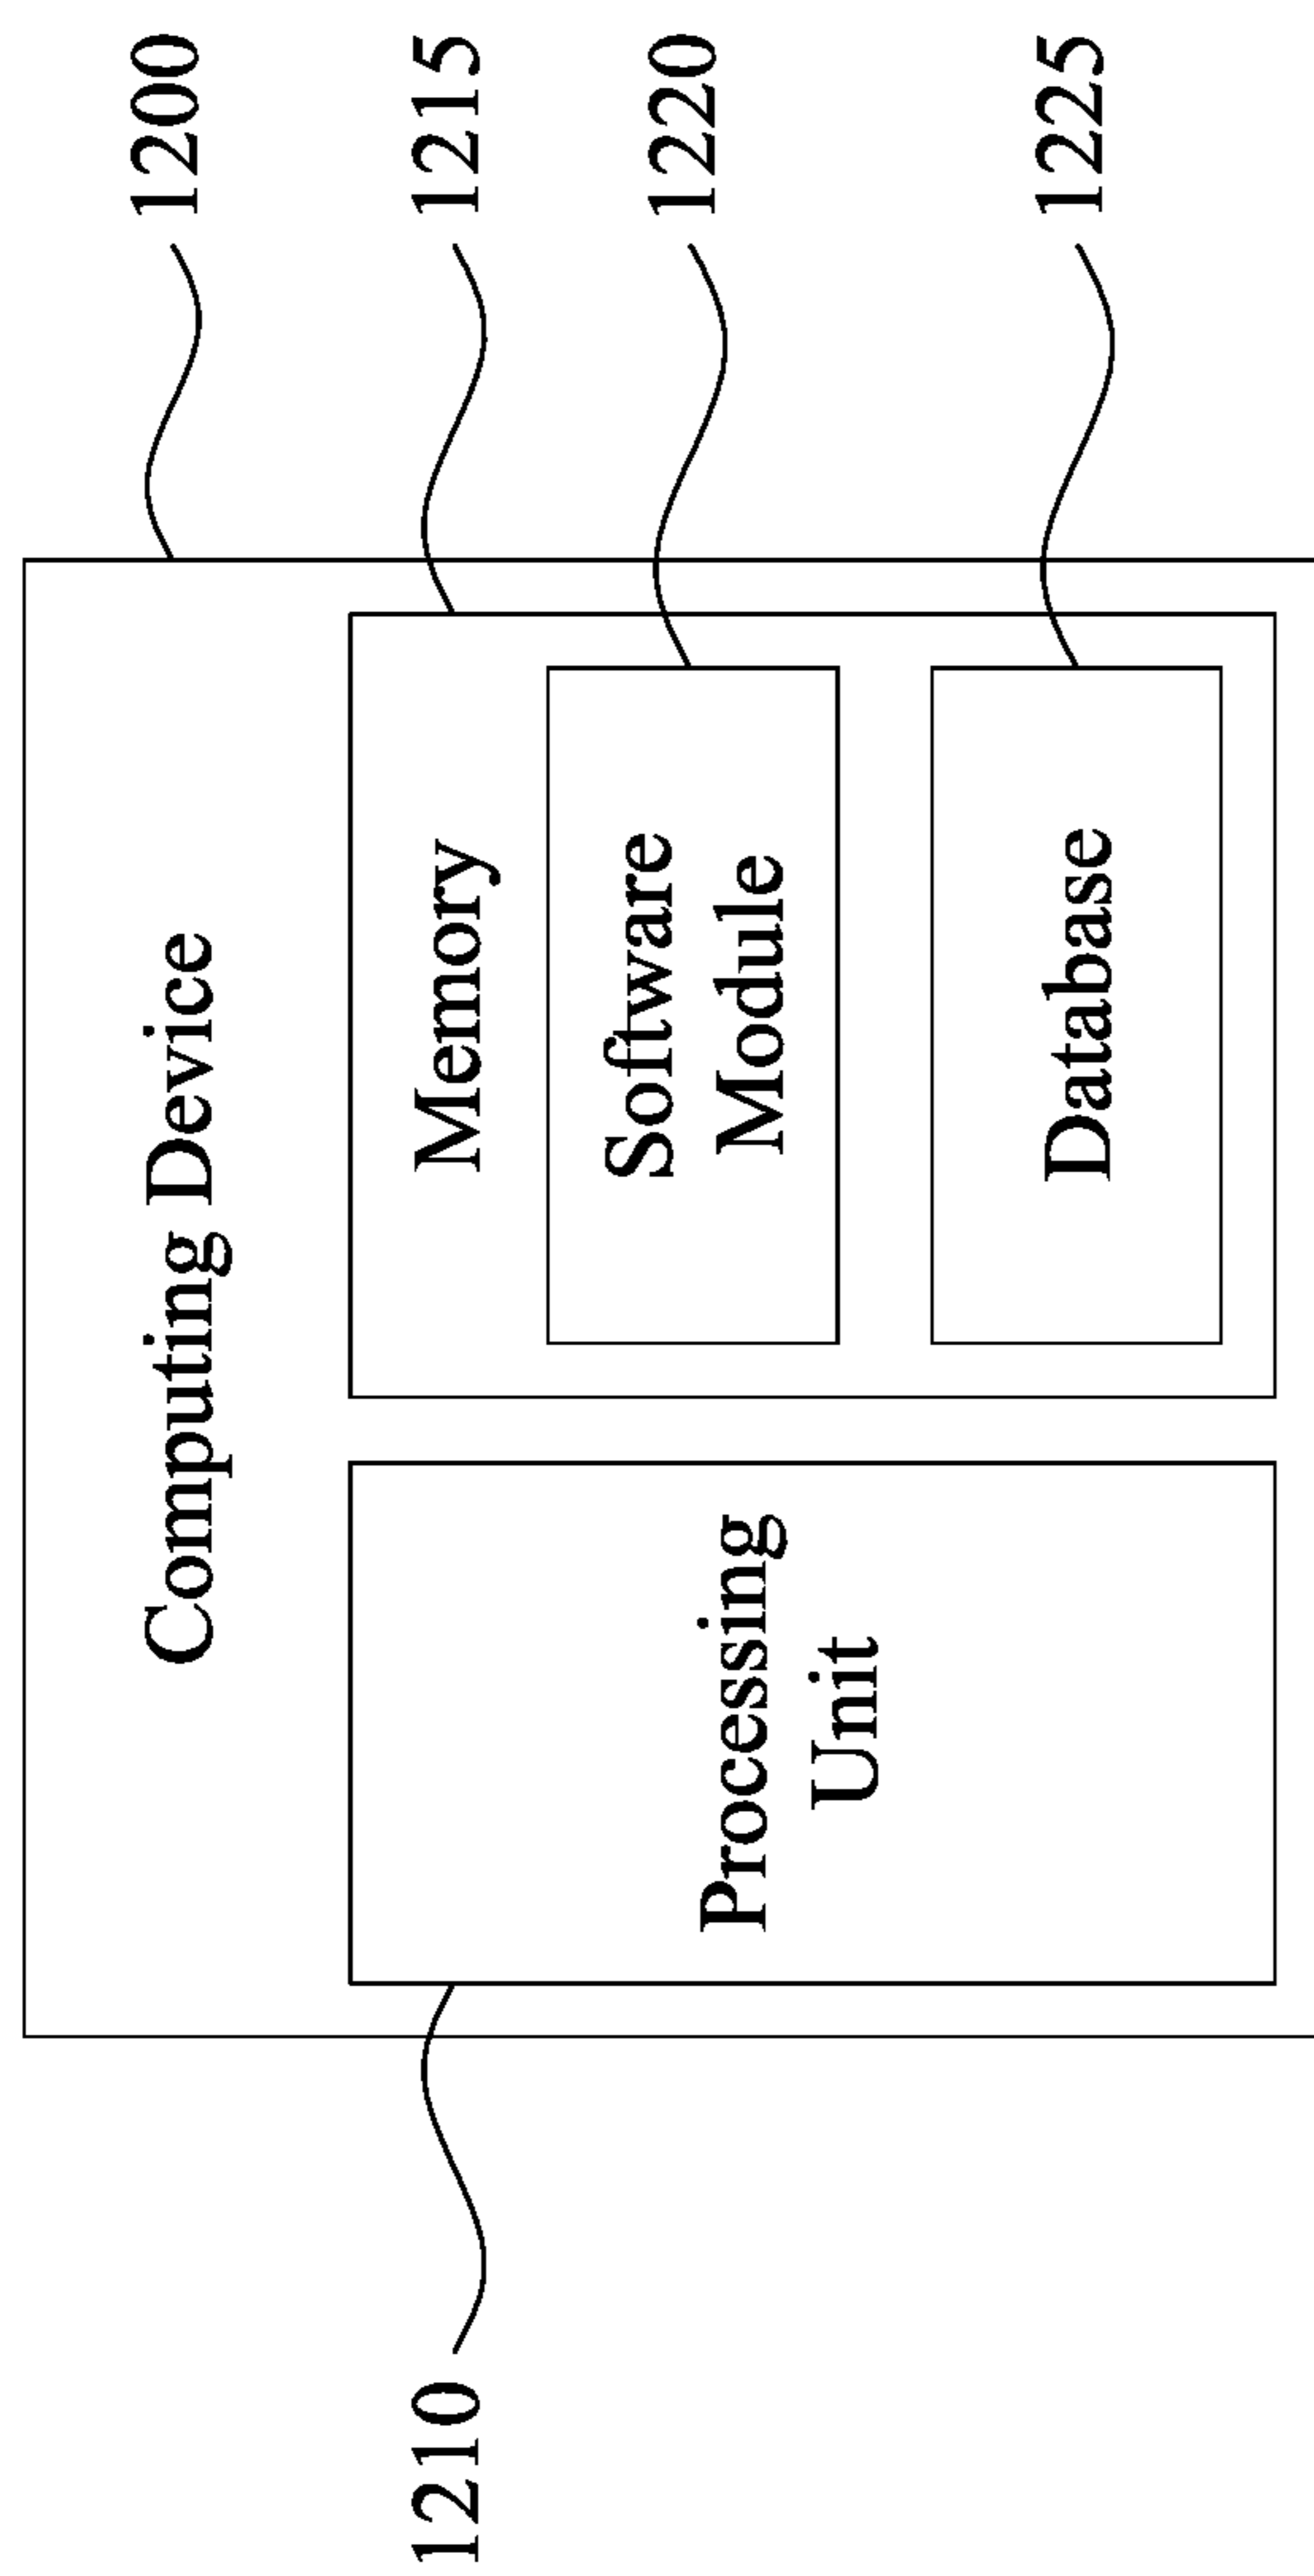 Computing Device
1200
1210
Memory
1215
Software
Module
1220
Processing
Unit
Database
1225